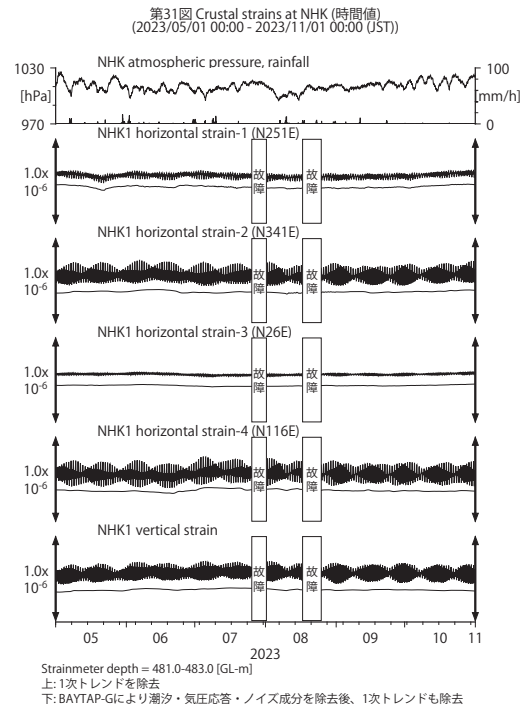 第31図 Crustal strains at NHK (時間値)
(2023/05/01 00:00 - 2023/11/01 00:00 (JST))
NHK atmospheric pressure, rainfall
1030
[hPa]
970
100
[mm/h]
0
NHK1 horizontal strain-1 (N251E)
1.0x
10-6
故障
故障
NHK1 horizontal strain-2 (N341E)
1.0x
10-6
故障
故障
NHK1 horizontal strain-3 (N26E)
1.0x
10-6
故障
故障
NHK1 horizontal strain-4 (N116E)
1.0x
10-6
故障
故障
NHK1 vertical strain
1.0x
10-6
故障
故障
05 06 07 08 09 10 11
2023
Strainmeter depth = 481.0-483.0 [GL-m]
上: 1次トレンドを除去
下: BAYTAP-Gにより潮汐・気圧応答・ノイズ成分を除去後、1次トレンドも除去